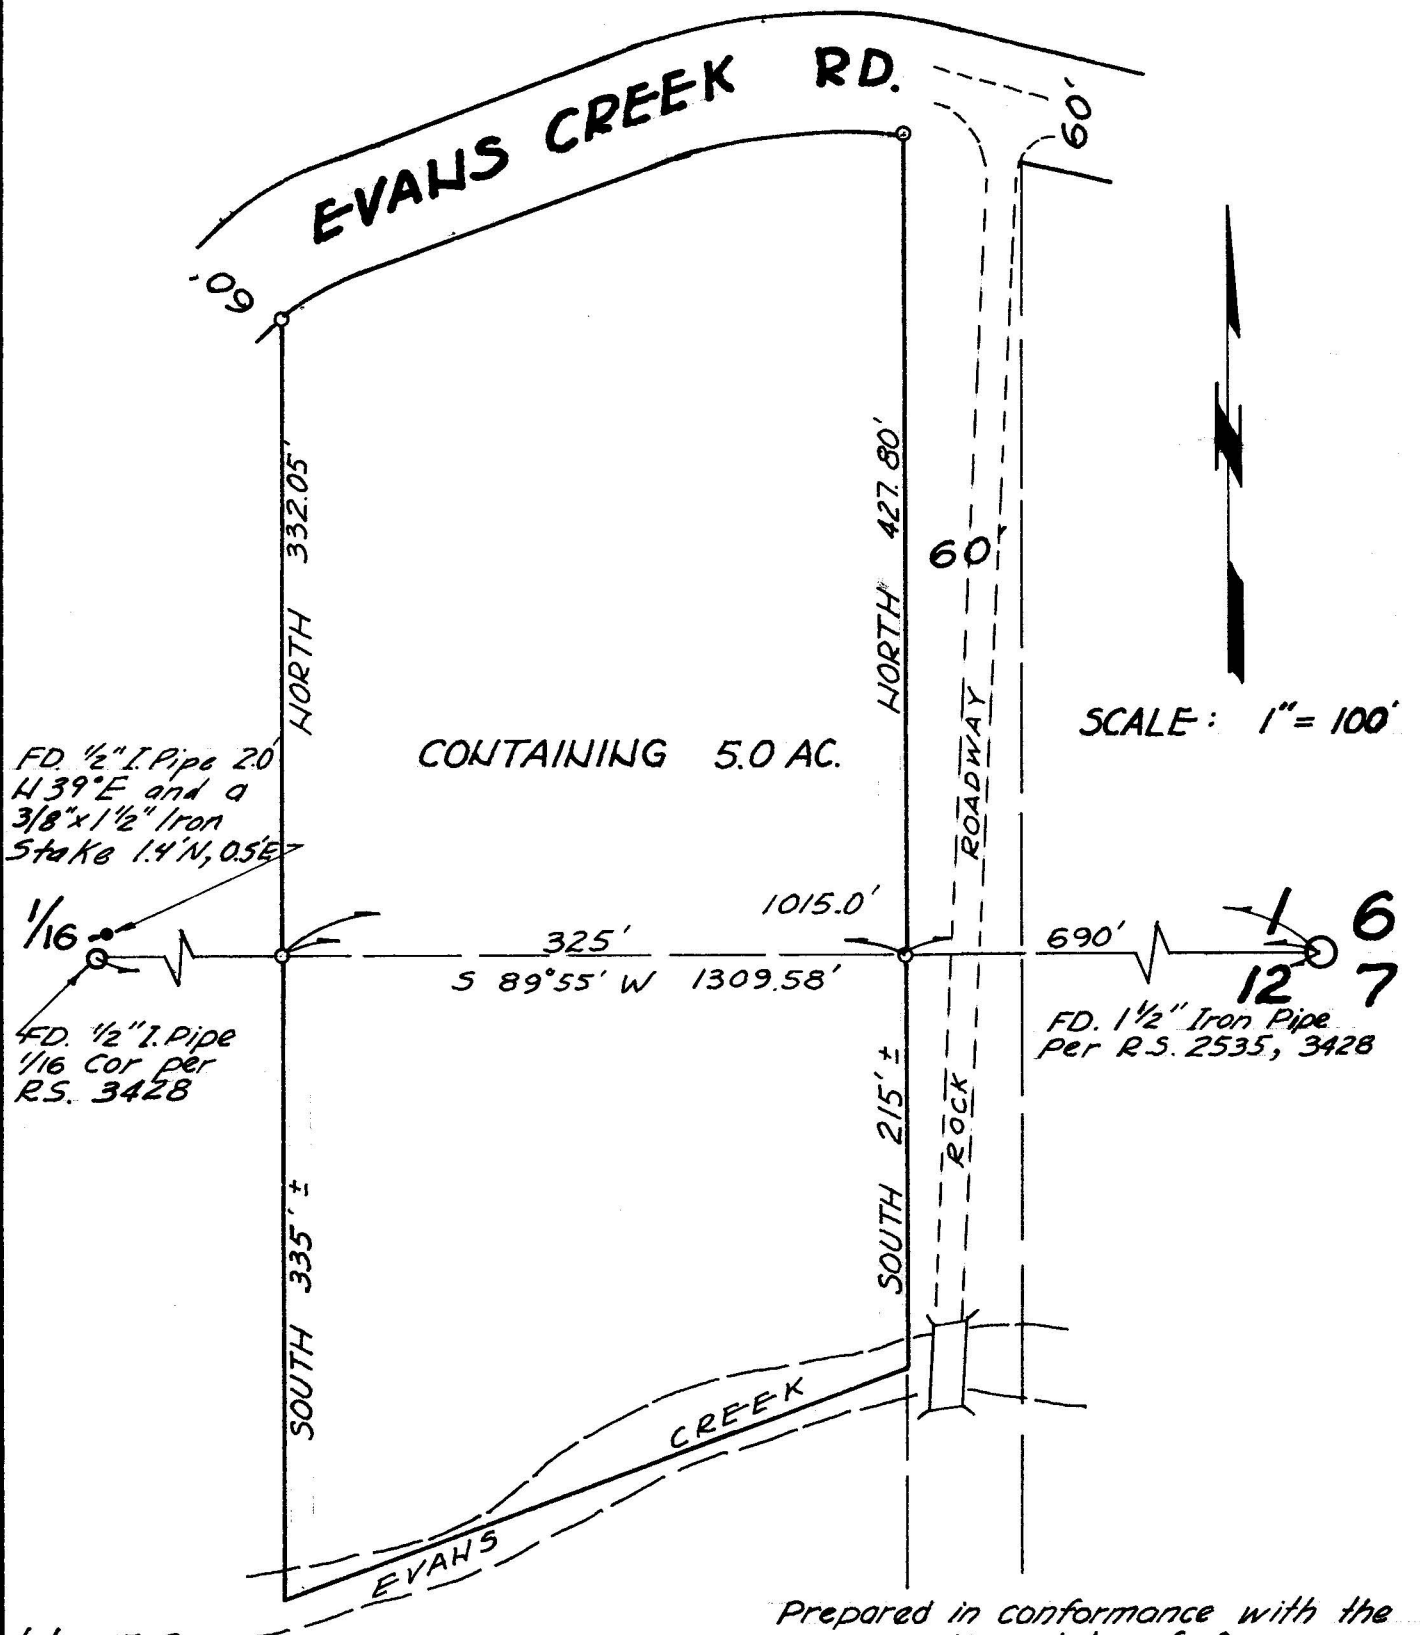 EVANS CREEK RD.
60'
60'
NORTH 332.05'
NORTH 427.80'
60'
ROCK ROADWAY
SCALE: 1"= 100'
CONTAINING 5.0 AC.
FD. 1/2" I. Pipe 2.0'
N 39°E and a
3/8"x 1 1/2" Iron
Stake 1.4'N, 0.5'E
1/16
1015.0'
325'
S 89°55' W 1309.58'
690'
1 6
12 7
FD. 1/2" I. Pipe
1/16 Cor per
R.S. 3428
FD. 1 1/2" Iron Pipe
Per R.S. 2535, 3428
SOUTH 335' ±
SOUTH 215' ±
EVANS CREEK
Prepared in conformance with the